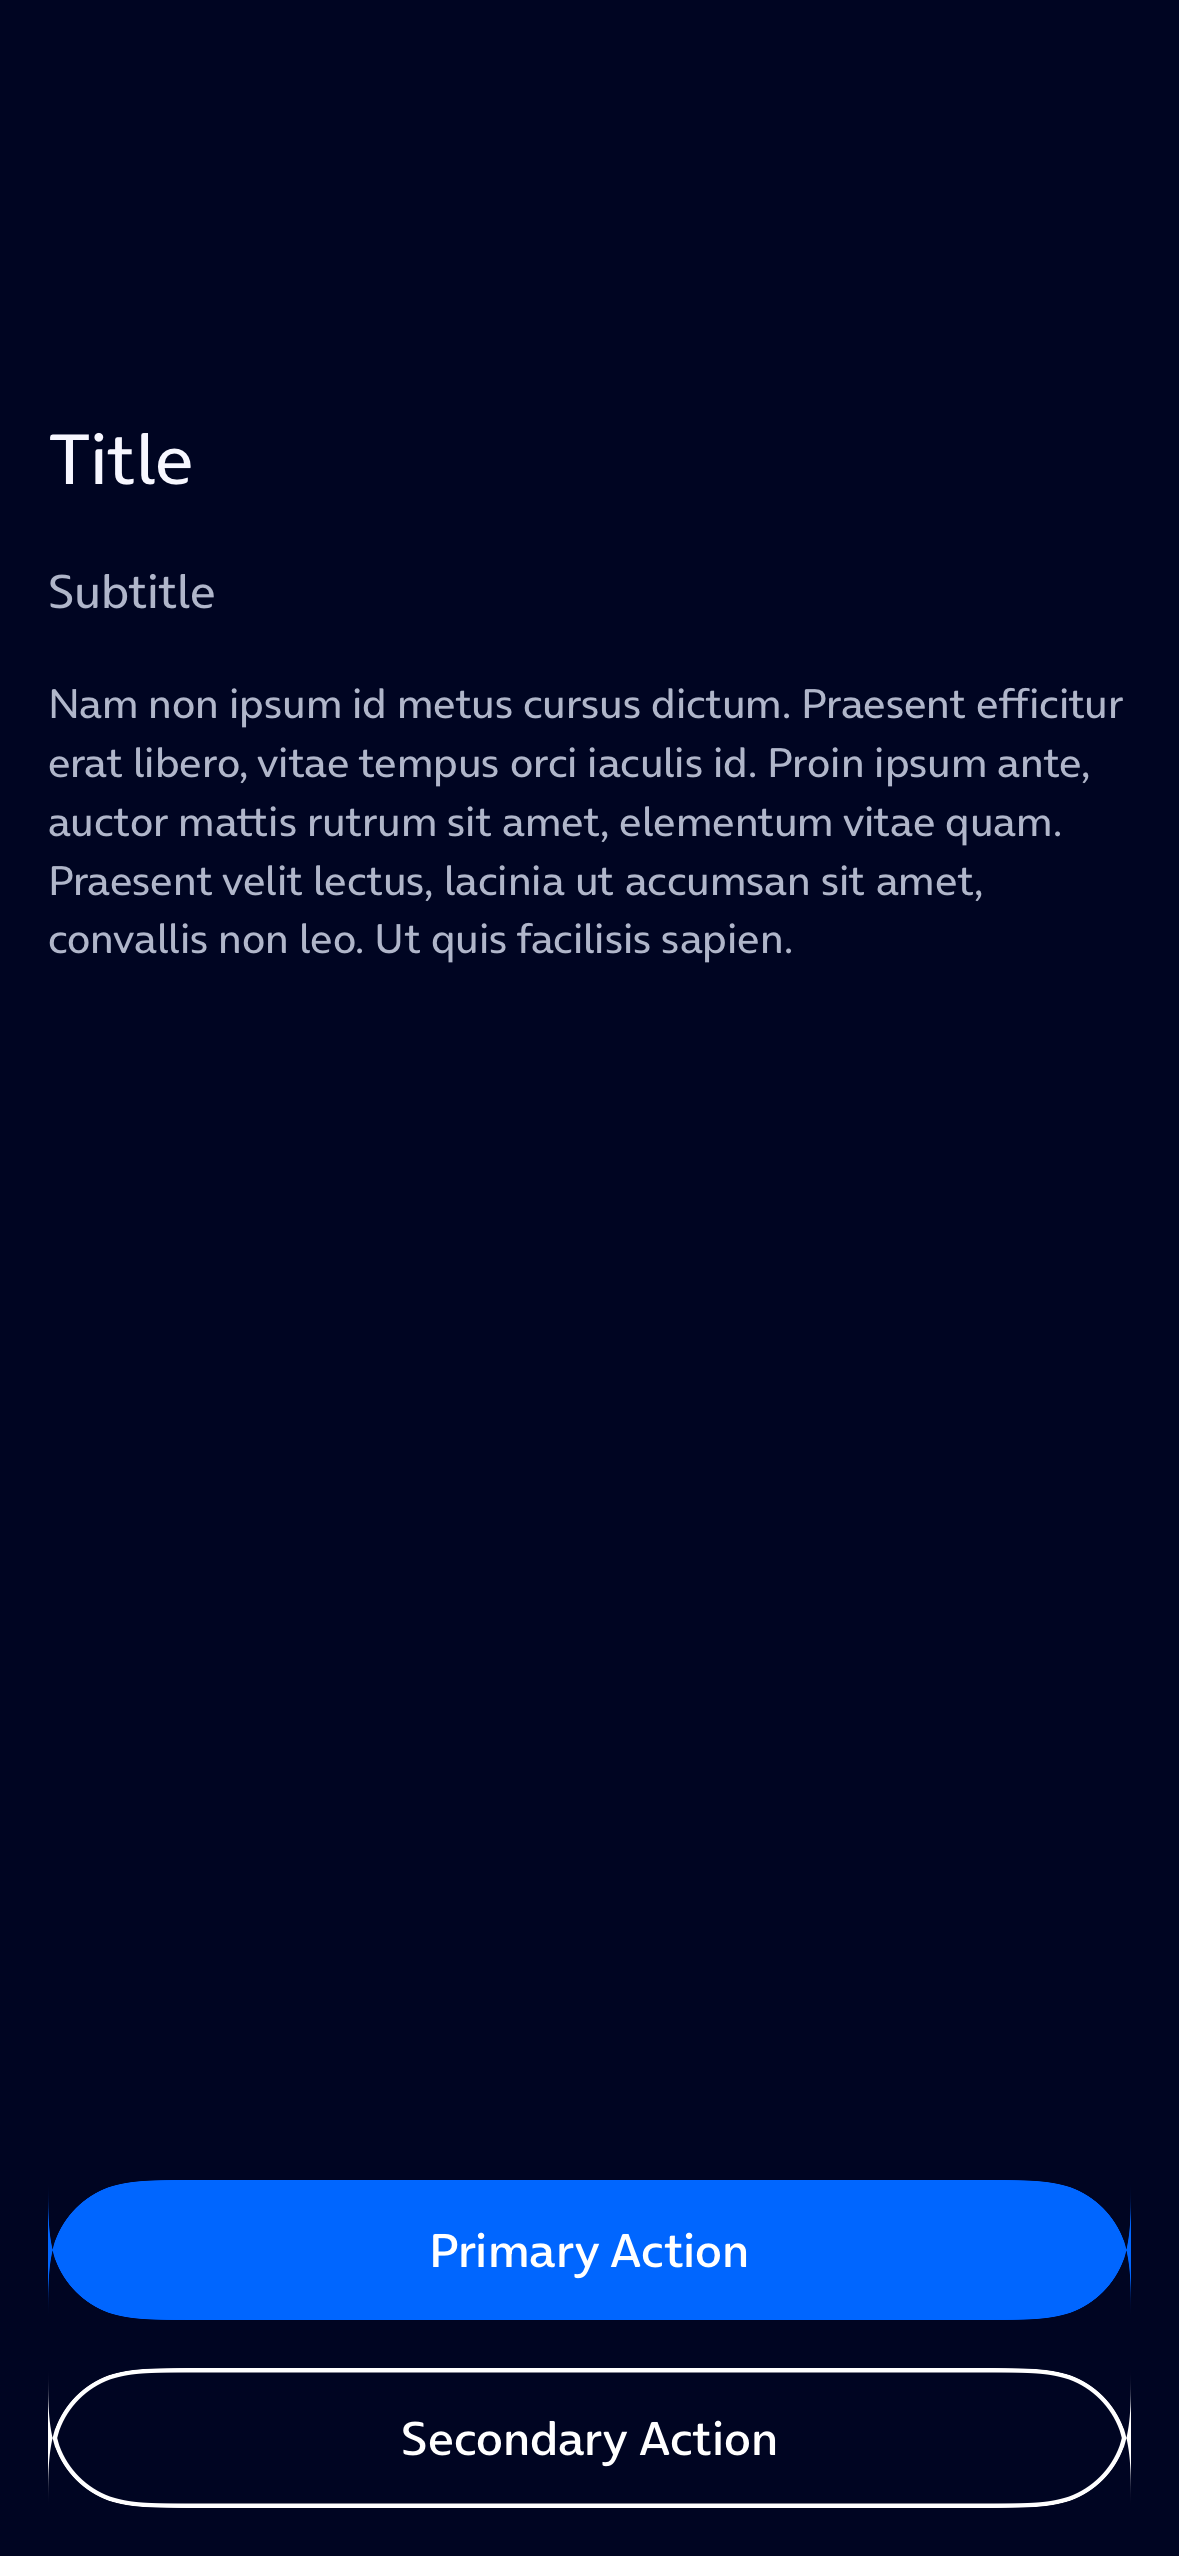 Title
Subtitle
Nam non ipsum id metus cursus dictum. Praesent efficitur
erat libero, vitae tempus orci iaculis id. Proin ipsum ante,
auctor mattis rutrum sit amet, elementum vitae quam.
Praesent velit lectus, lacinia ut accumsan sit amet,
convallis non leo. Ut quis facilisis sapien.
Primary Action
Secondary Action